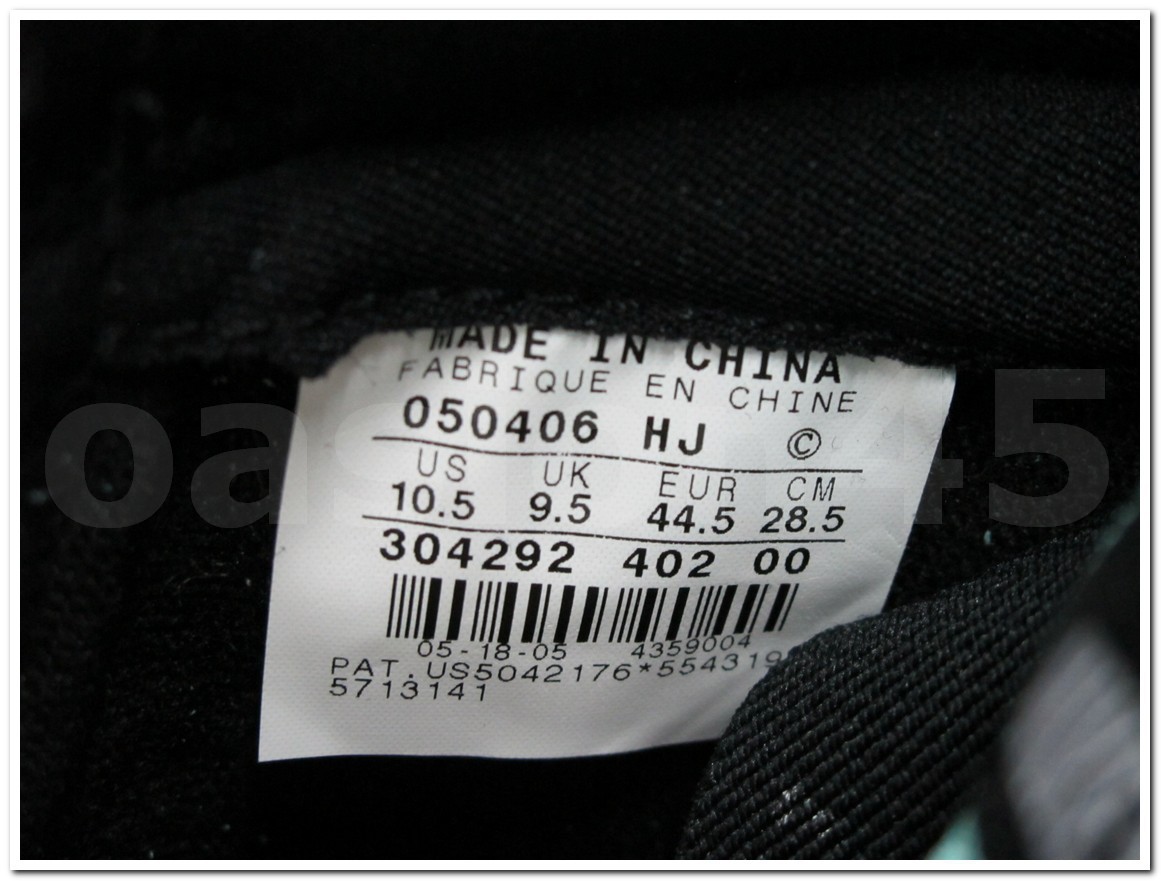 MADE IN CHINA
FABRIQUE EN CHINE
050406 HJ ©
US UK EUR CM
10.5 9.5 44.5 28.5
304292 402 00
05-18-05 4359004
PAT.US5042176*554319
5713141